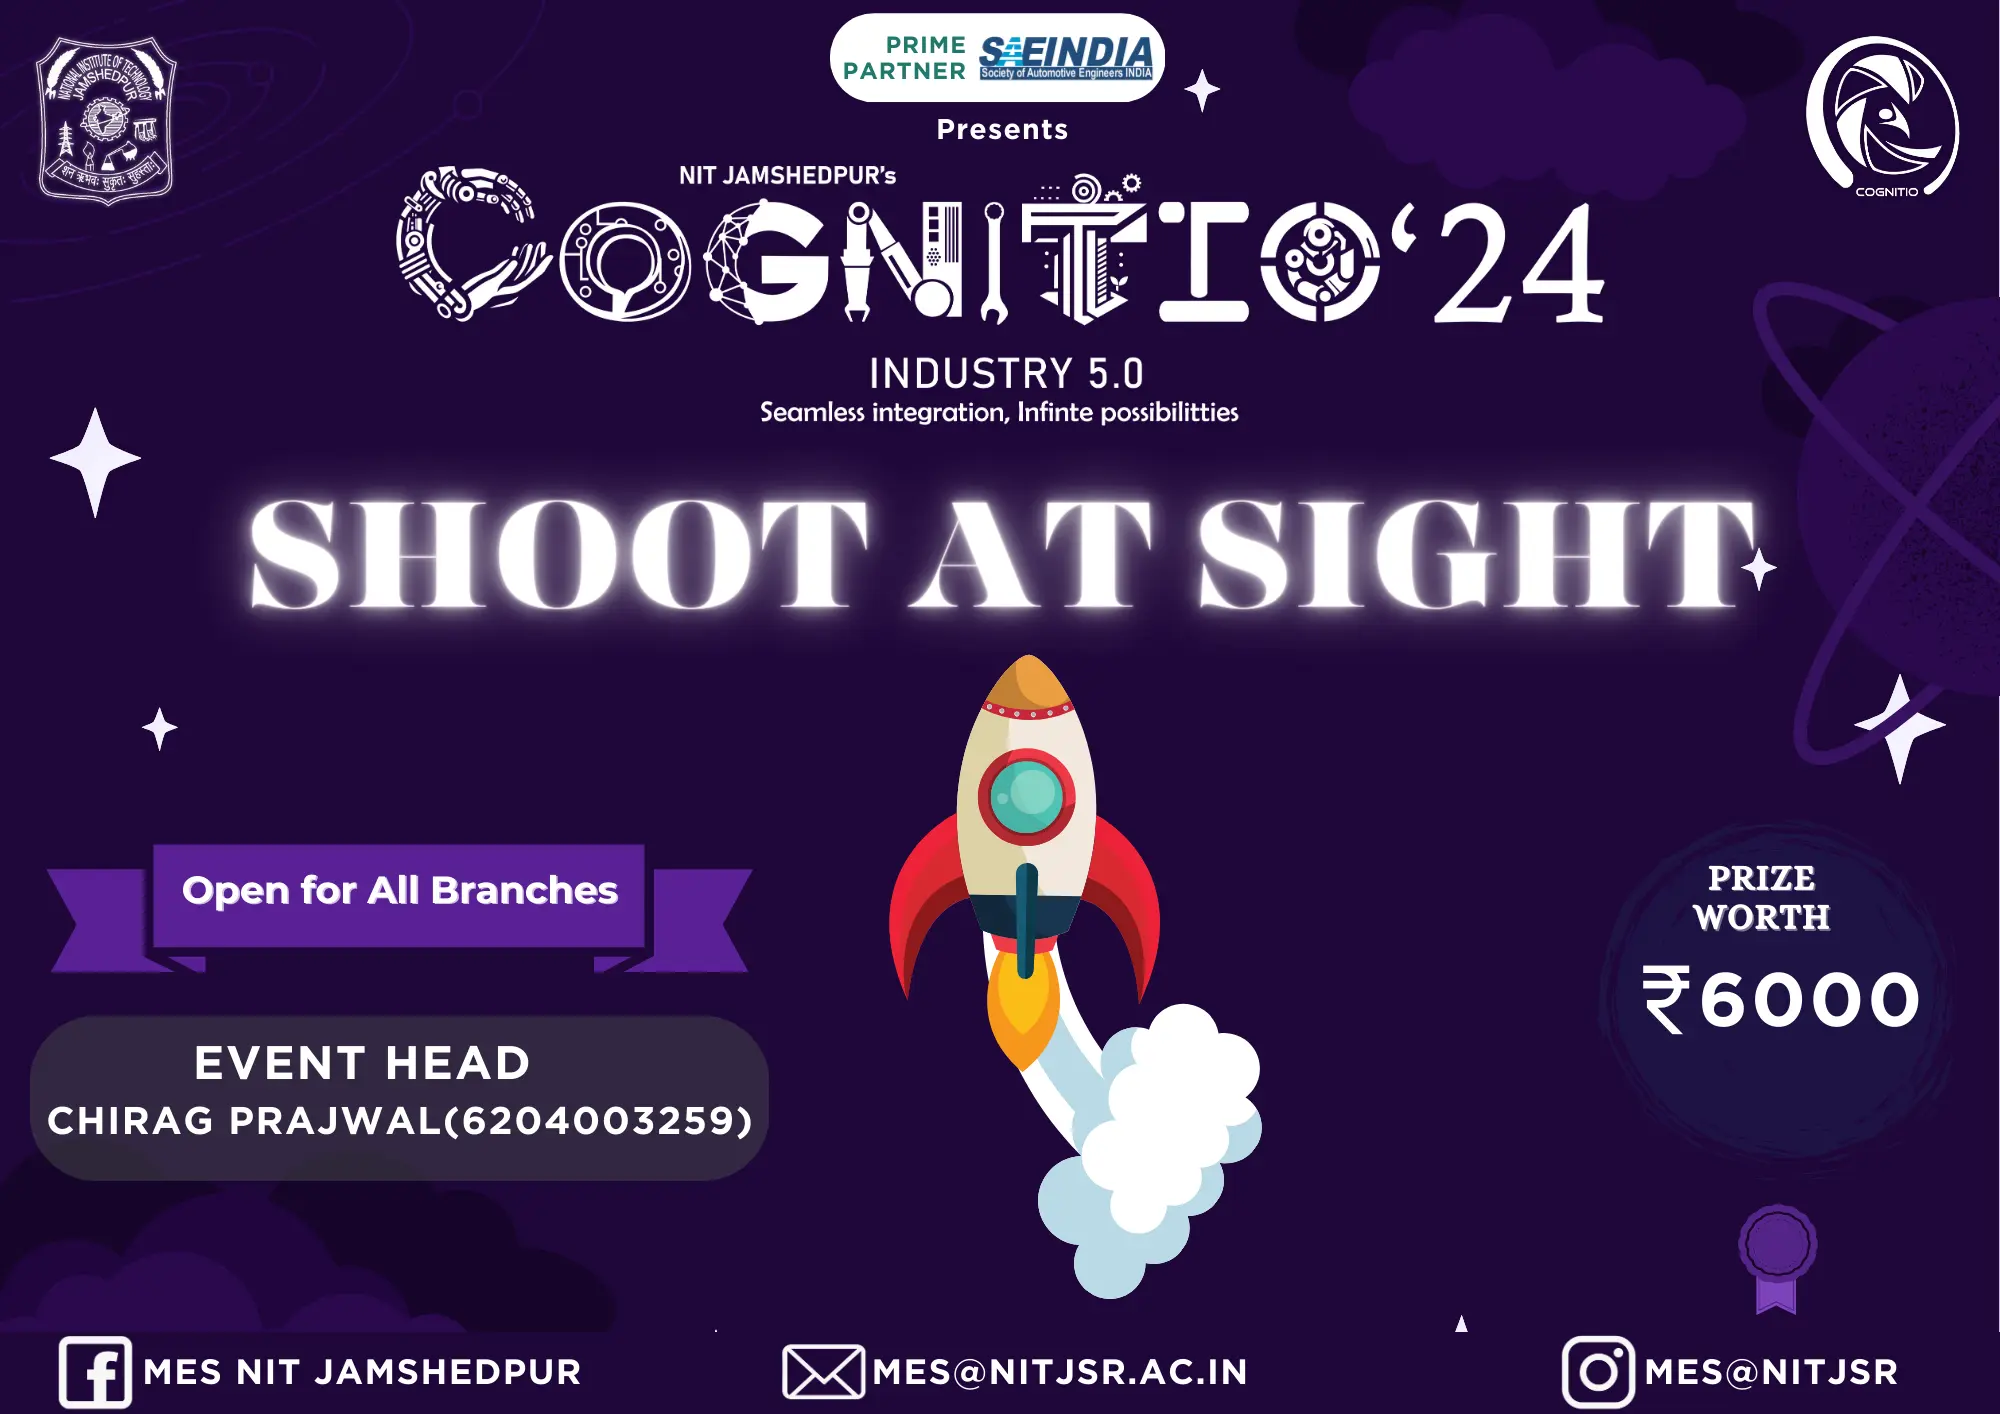 NATIONAL INSTITUTE OF TECHNOLOGY
JAMSHEDPUR
शं न ऋभवः सुकृतः सुहस्ताः
PRIME
PARTNER
SAEINDIA
Society of Automotive Engineers INDIA
Presents
COGNITIO
NIT JAMSHEDPUR's
COGNITIO‘24
INDUSTRY 5.0
Seamless integration, Infinte possibilitties
SHOOT AT SIGHT
Open for All Branches
PRIZE
WORTH
₹6000
EVENT HEAD
CHIRAG PRAJWAL(6204003259)
MES NIT JAMSHEDPUR
MES@NITJSR.AC.IN
MES@NITJSR